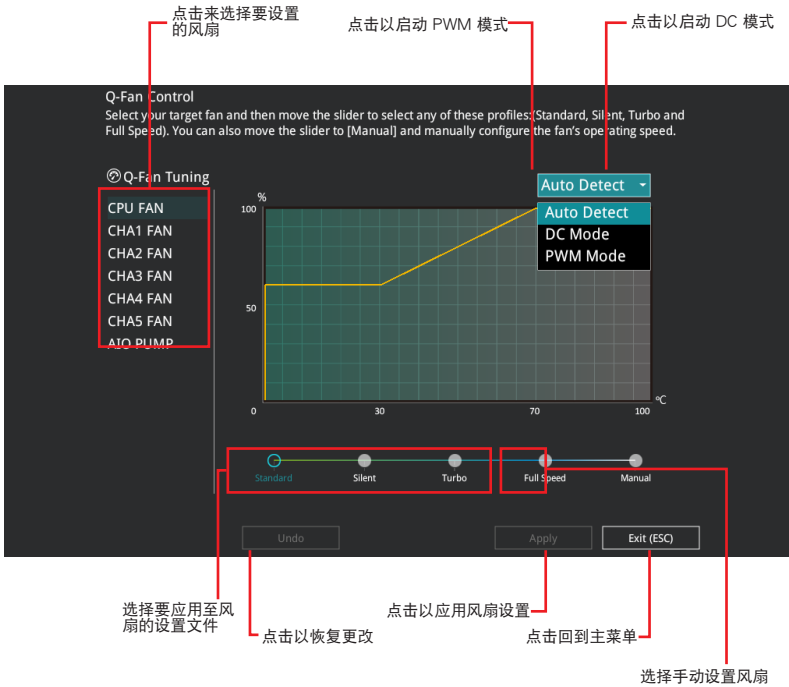 点击来选择要设置
的风扇
点击以启动 PWM 模式
点击以启动 DC 模式
Q-Fan Control
Select your target fan and then move the slider to select any of these profiles:(Standard, Silent, Turbo and
Full Speed). You can also move the slider to [Manual] and manually configure the fan's operating speed.
Q-Fan Tuning
Auto Detect
CPU FAN
CHA1 FAN
CHA2 FAN
CHA3 FAN
CHA4 FAN
CHA5 FAN
AIO PUMP
%
100
50
Auto Detect
DC Mode
PWM Mode
°C
0
30
70
100
Standard
Silent
Turbo
Full Speed
Manual
Undo
Apply
Exit (ESC)
选择要应用至风
扇的设置文件
点击以恢复更改
点击以应用风扇设置
点击回到主菜单
选择手动设置风扇